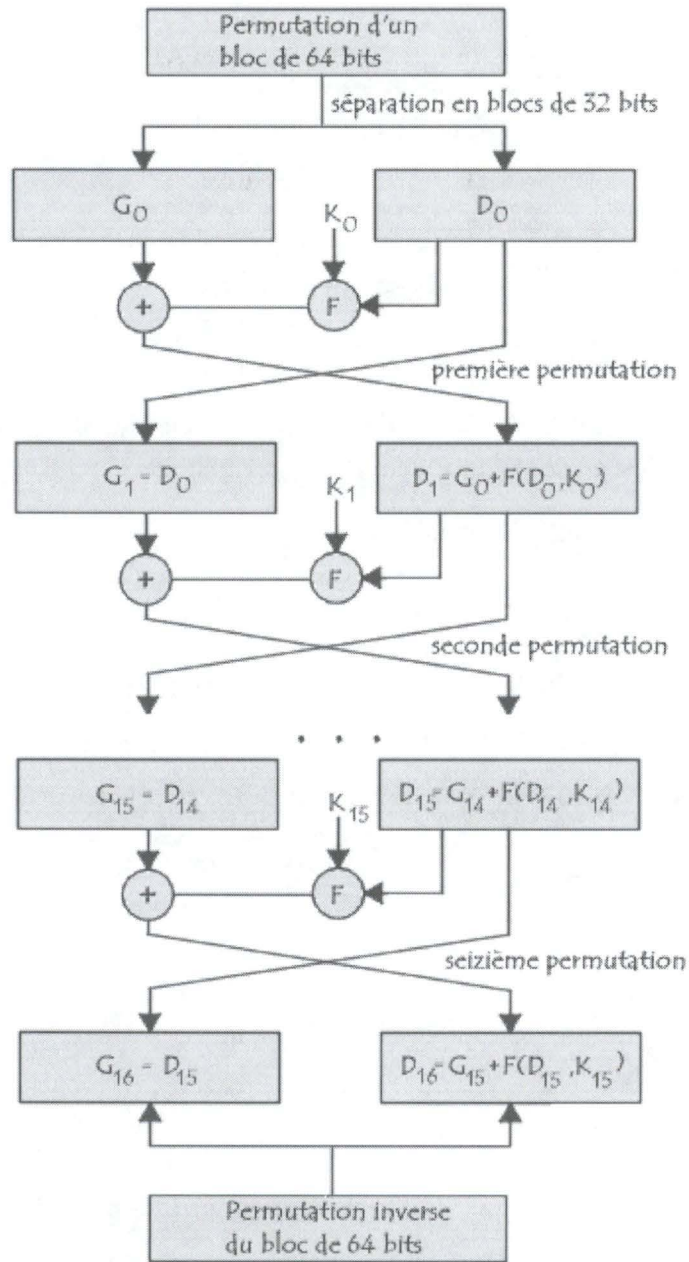 Permutation d'un
bloc de 64 bits
séparation en blocs de 32 bits
G₀
K₀
D₀
+
F
première permutation
G₁ = D₀
K₁
D₁=G₀+F(D₀,K₀)
+
F
seconde permutation
. . .
G₁₅ = D₁₄
K₁₅
D₁₅=G₁₄+F(D₁₄,K₁₄)
+
F
seizième permutation
G₁₆ = D₁₅
D₁₆=G₁₅+F(D₁₅,K₁₅)
Permutation inverse
du bloc de 64 bits